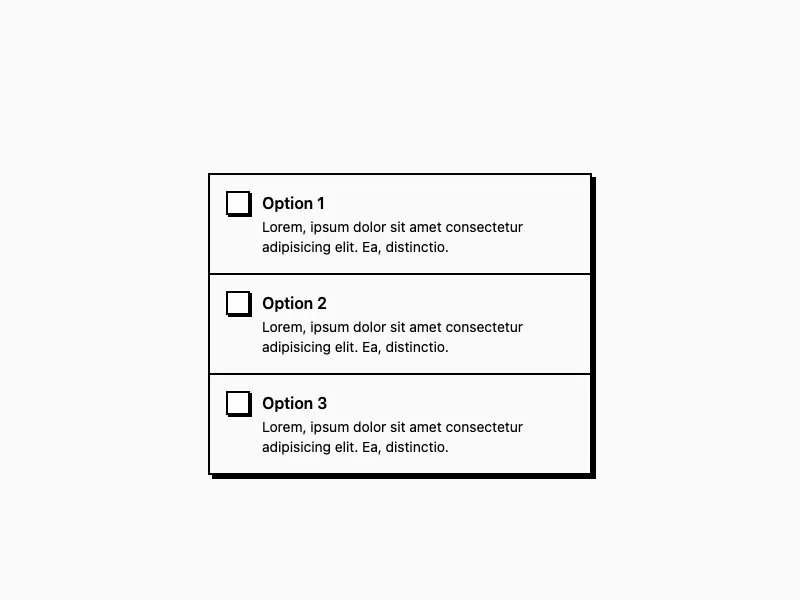 Option 1
Lorem, ipsum dolor sit amet consectetur
adipisicing elit. Ea, distinctio.
Option 2
Lorem, ipsum dolor sit amet consectetur
adipisicing elit. Ea, distinctio.
Option 3
Lorem, ipsum dolor sit amet consectetur
adipisicing elit. Ea, distinctio.